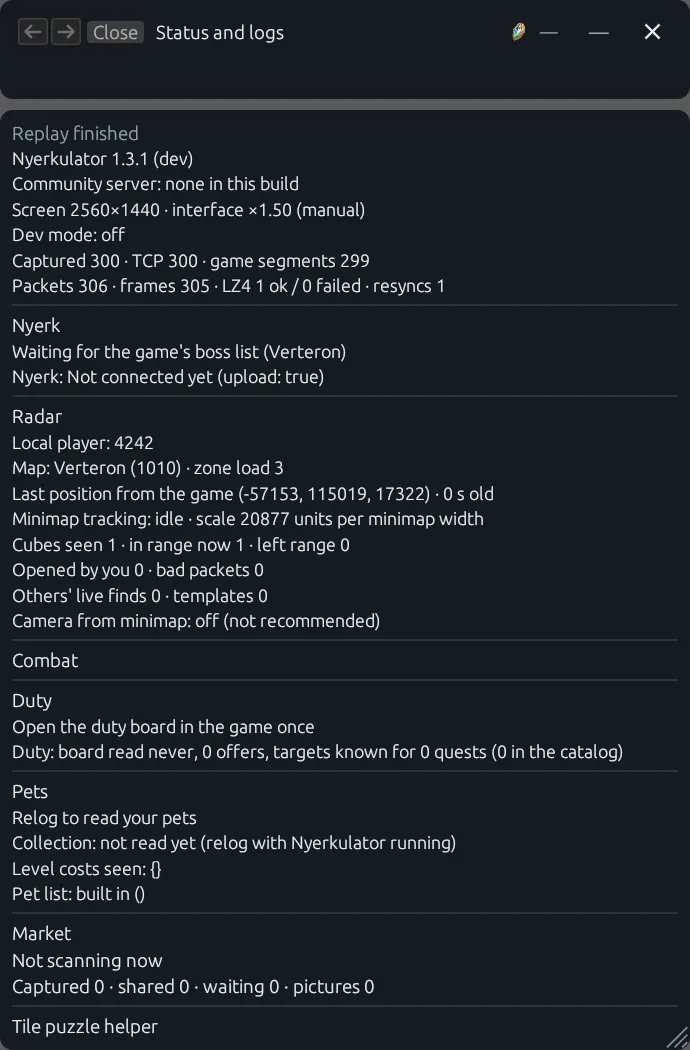 Close Status and logs
Replay finished
Nyerkulator 1.3.1 (dev)
Community server: none in this build
Screen 2560×1440 · interface ×1.50 (manual)
Dev mode: off
Captured 300 · TCP 300 · game segments 299
Packets 306 · frames 305 · LZ4 1 ok / 0 failed · resyncs 1
Nyerk
Waiting for the game's boss list (Verteron)
Nyerk: Not connected yet (upload: true)
Radar
Local player: 4242
Map: Verteron (1010) · zone load 3
Last position from the game (-57153, 115019, 17322) · 0 s old
Minimap tracking: idle · scale 20877 units per minimap width
Cubes seen 1 · in range now 1 · left range 0
Opened by you 0 · bad packets 0
Others' live finds 0 · templates 0
Camera from minimap: off (not recommended)
Combat
Duty
Open the duty board in the game once
Duty: board read never, 0 offers, targets known for 0 quests (0 in the catalog)
Pets
Relog to read your pets
Collection: not read yet (relog with Nyerkulator running)
Level costs seen: {}
Pet list: built in ()
Market
Not scanning now
Captured 0 · shared 0 · waiting 0 · pictures 0
Tile puzzle helper